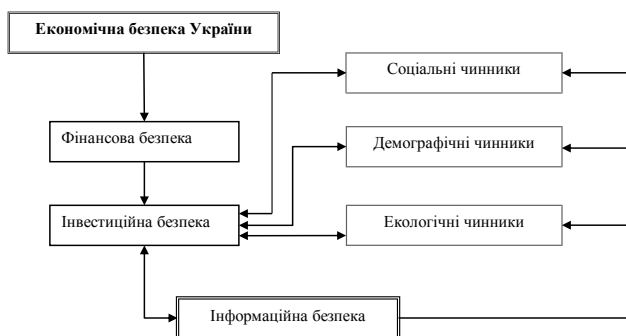 Економічна безпека України
Соціальні чинники
Фінансова безпека
Демографічні чинники
Інвестиційна безпека
Екологічні чинники
Інформаційна безпека